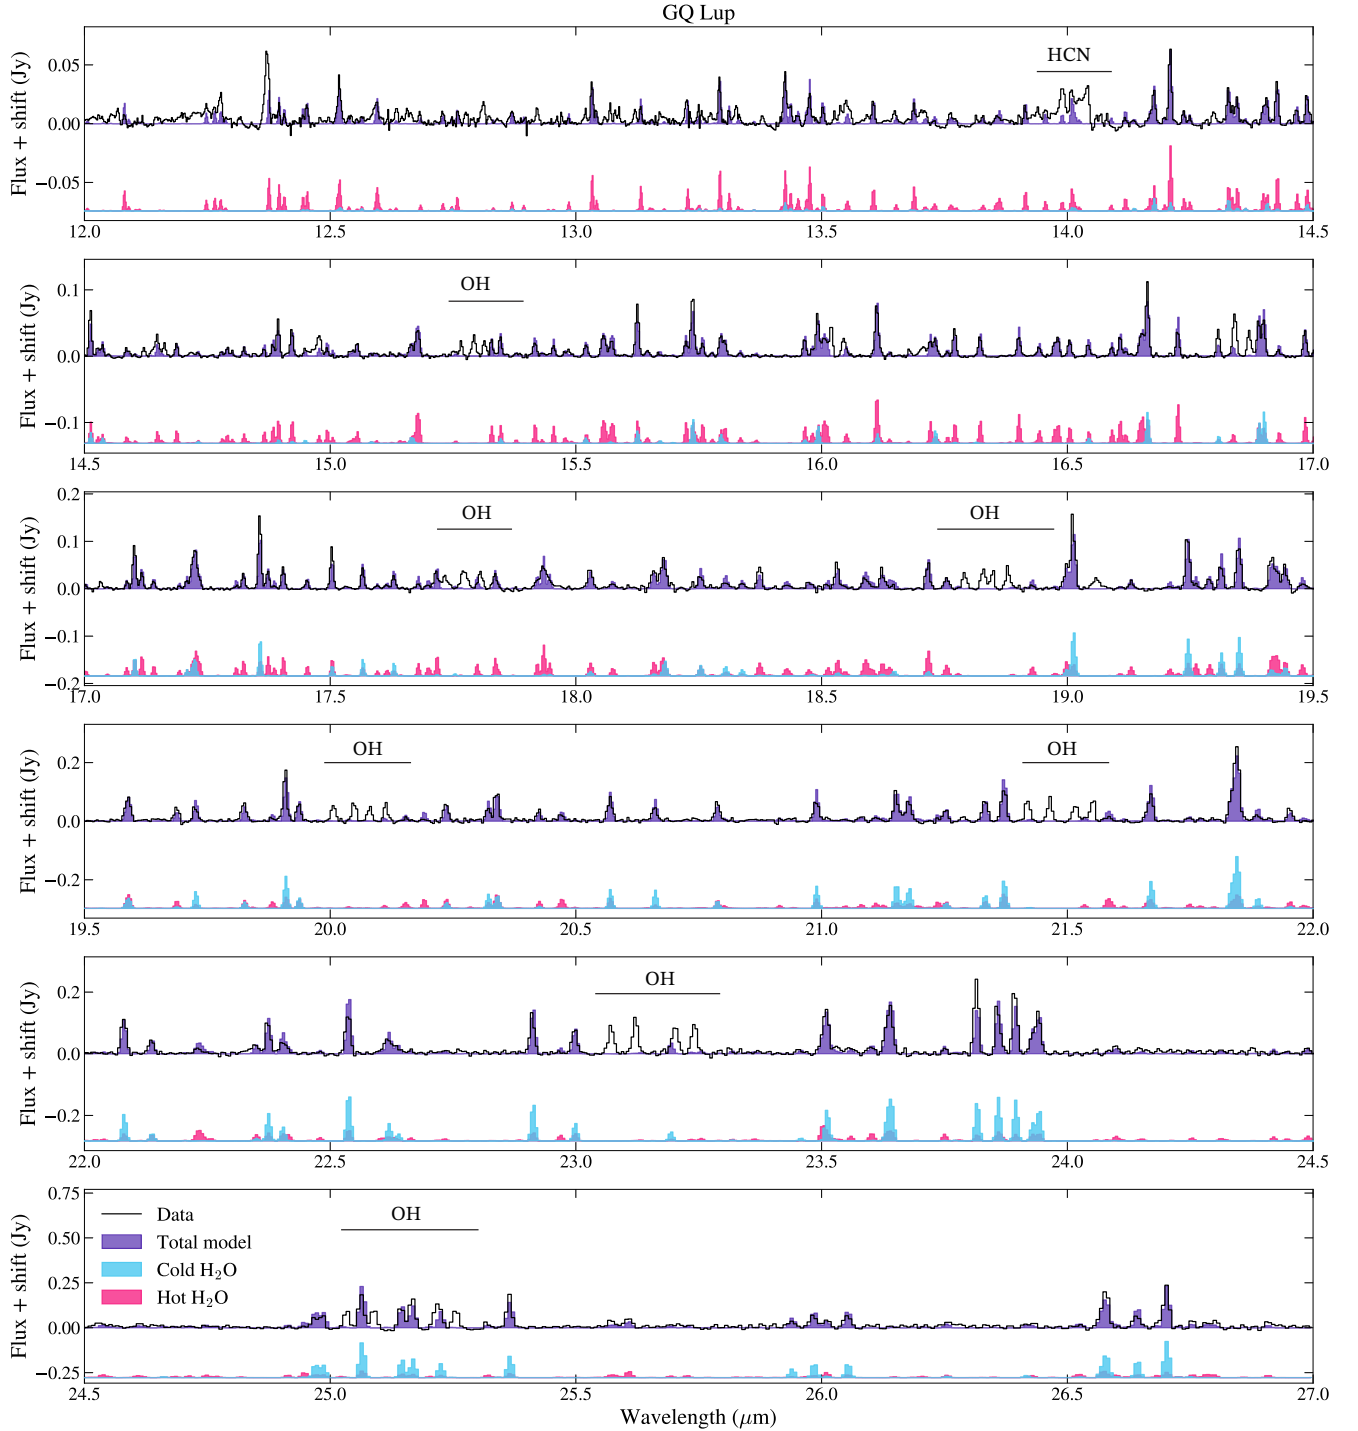 GQ Lup
Flux + shift (Jy)
0.05
0.00
−0.05
HCN
12.0 12.5 13.0 13.5 14.0 14.5
Flux + shift (Jy)
0.1
0.0
−0.1
OH
14.5 15.0 15.5 16.0 16.5 17.0
Flux + shift (Jy)
0.2
0.1
0.0
−0.1
−0.2
OH OH
17.0 17.5 18.0 18.5 19.0 19.5
Flux + shift (Jy)
0.2
0.0
−0.2
OH OH
19.5 20.0 20.5 21.0 21.5 22.0
Flux + shift (Jy)
0.2
0.0
−0.2
OH
22.0 22.5 23.0 23.5 24.0 24.5
Flux + shift (Jy)
0.75
0.50
0.25
0.00
−0.25
Data
Total model
Cold H₂O
Hot H₂O
OH
24.5 25.0 25.5 26.0 26.5 27.0
Wavelength (μm)